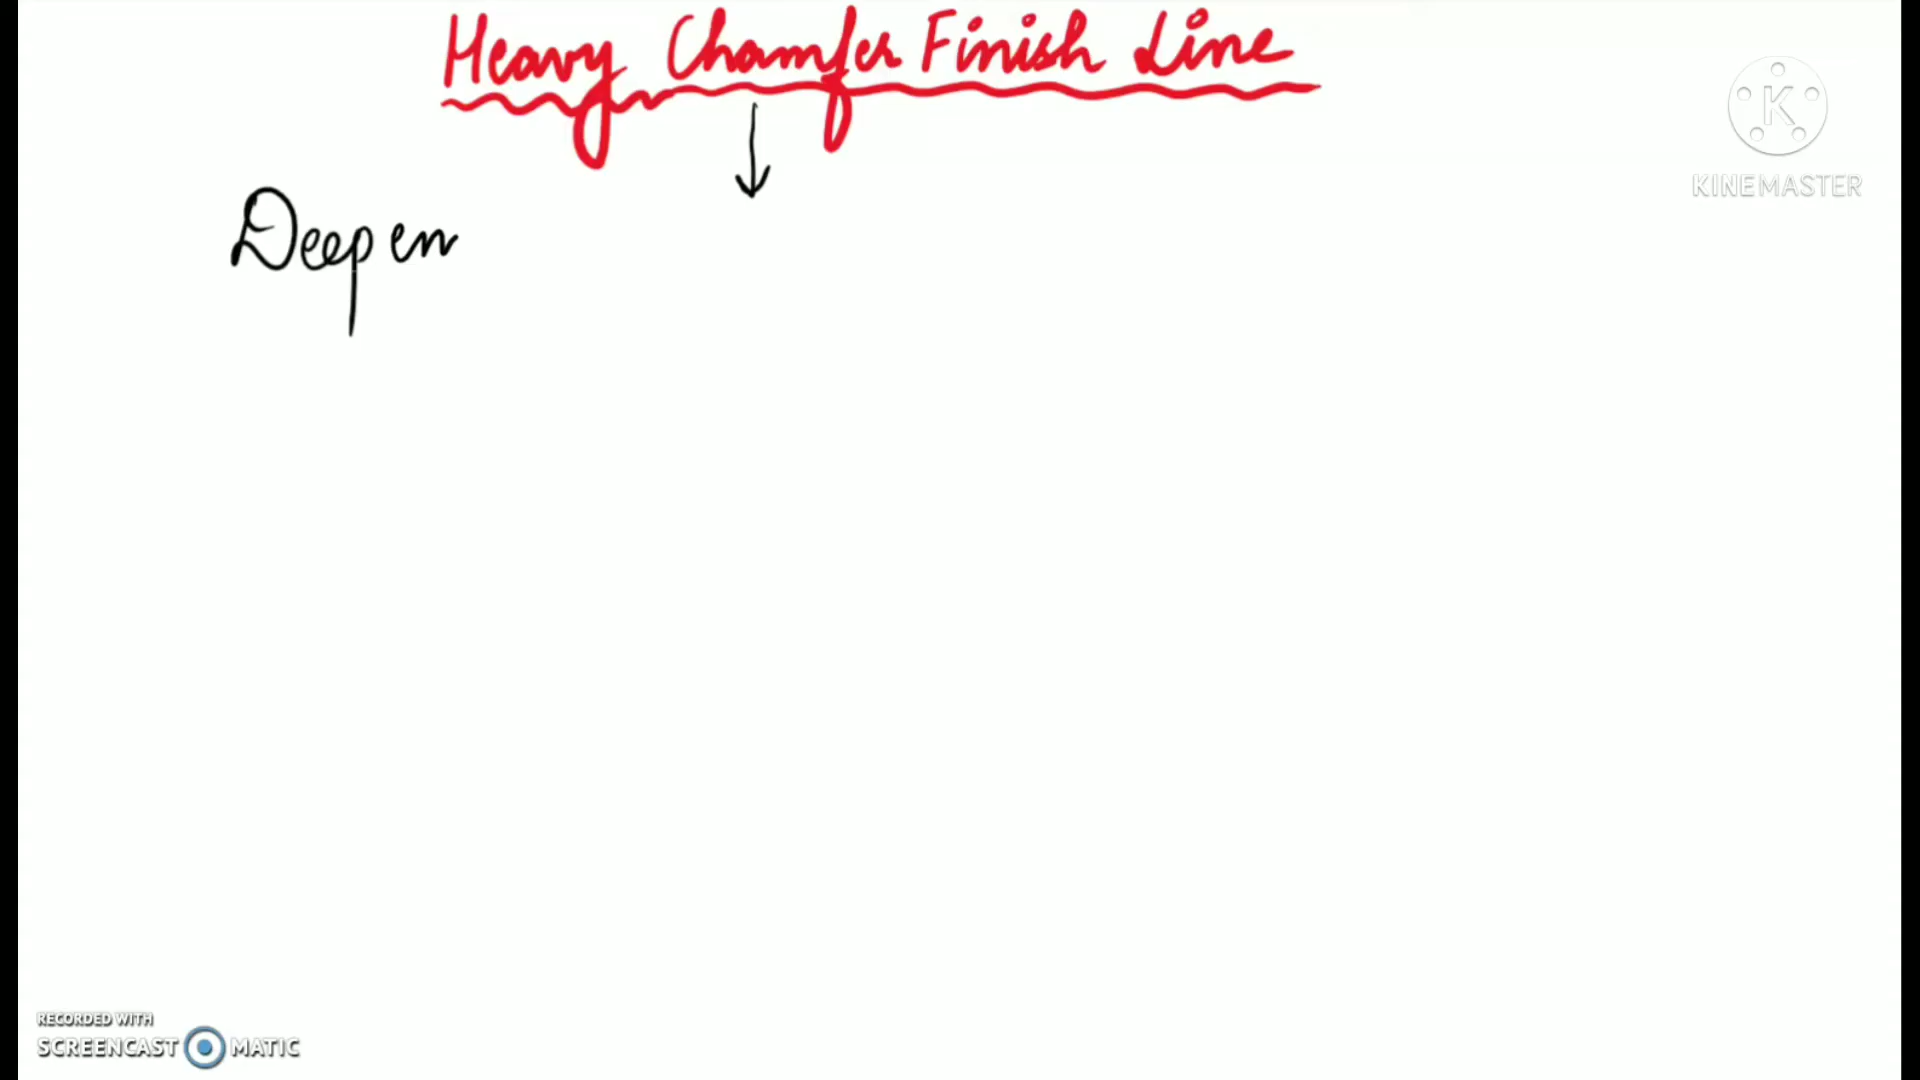 Heavy Chamfer Finish Line
Deepen
K
KINEMASTER
RECORDED WITH
SCREENCAST MATIC